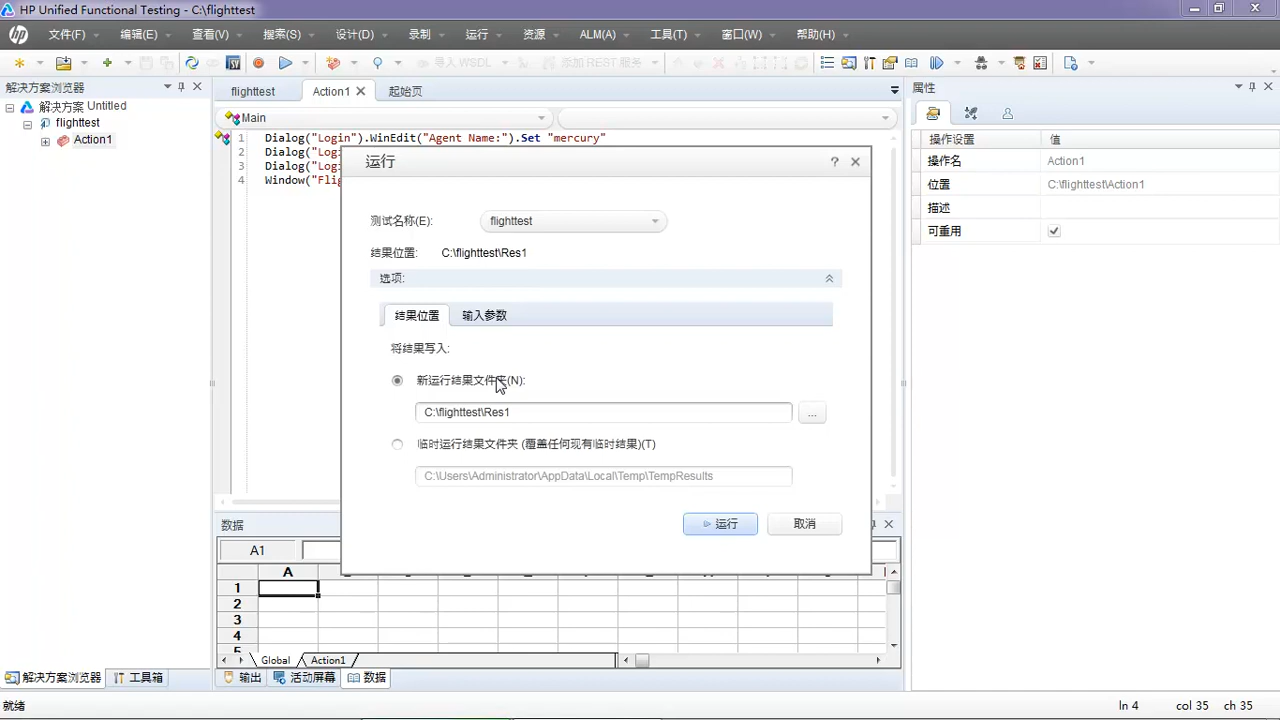 HP Unified Functional Testing - C:\flighttest
文件(F) 编辑(E) 查看(V) 搜索(S) 设计(D) 录制 运行 资源 ALM(A) 工具(T) 窗口(W) 帮助(H)
导入 WSDL 添加 REST 服务
解决方案浏览器
解决方案 Untitled
flighttest
Action1
flighttest Action1 起始页
Main
1 Dialog("Login").WinEdit("Agent Name:").Set "mercury"
2 Dialog("Log
3 Dialog("Log
4 Window("Flig
运行
测试名称(E): flighttest
结果位置: C:\flighttest\Res1
选项:
结果位置 输入参数
将结果写入:
新运行结果文件夹(N):
C:\flighttest\Res1
...
临时运行结果文件夹 (覆盖任何现有临时结果)(T)
C:\Users\Administrator\AppData\Local\Temp\TempResults
运行 取消
属性
操作设置 值
操作名 Action1
位置 C:\flighttest\Action1
描述
可重用
数据
A1
A
1
2
3
4
5
Global Action1
解决方案浏览器 工具箱 输出 活动屏幕 数据
就绪 Ln 4 col 35 ch 35